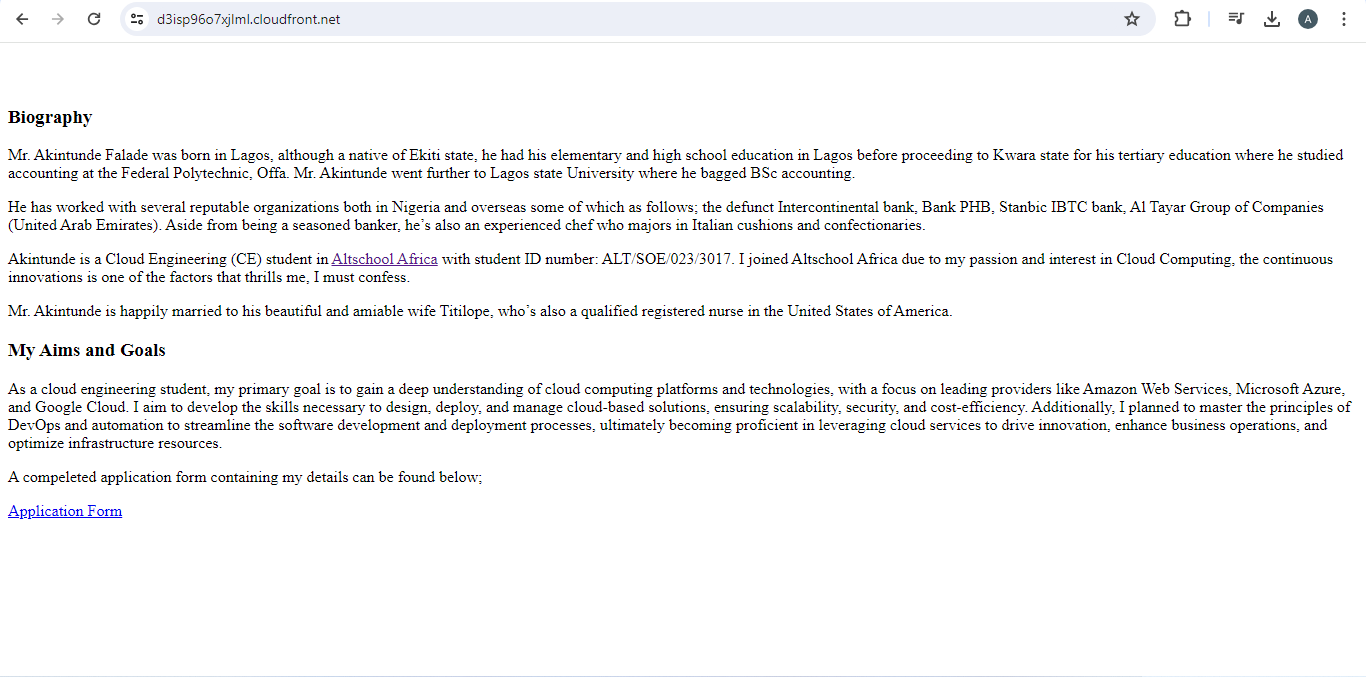 d3isp96o7xjlml.cloudfront.net
A
Biography
Mr. Akintunde Falade was born in Lagos, although a native of Ekiti state, he had his elementary and high school education in Lagos before proceeding to Kwara state for his tertiary education where he studied
accounting at the Federal Polytechnic, Offa. Mr. Akintunde went further to Lagos state University where he bagged BSc accounting.
He has worked with several reputable organizations both in Nigeria and overseas some of which as follows; the defunct Intercontinental bank, Bank PHB, Stanbic IBTC bank, Al Tayar Group of Companies
(United Arab Emirates). Aside from being a seasoned banker, he’s also an experienced chef who majors in Italian cushions and confectionaries.
Akintunde is a Cloud Engineering (CE) student in Altschool Africa with student ID number: ALT/SOE/023/3017. I joined Altschool Africa due to my passion and interest in Cloud Computing, the continuous
innovations is one of the factors that thrills me, I must confess.
Mr. Akintunde is happily married to his beautiful and amiable wife Titilope, who’s also a qualified registered nurse in the United States of America.
My Aims and Goals
As a cloud engineering student, my primary goal is to gain a deep understanding of cloud computing platforms and technologies, with a focus on leading providers like Amazon Web Services, Microsoft Azure,
and Google Cloud. I aim to develop the skills necessary to design, deploy, and manage cloud-based solutions, ensuring scalability, security, and cost-efficiency. Additionally, I planned to master the principles of
DevOps and automation to streamline the software development and deployment processes, ultimately becoming proficient in leveraging cloud services to drive innovation, enhance business operations, and
optimize infrastructure resources.
A compeleted application form containing my details can be found below;
Application Form